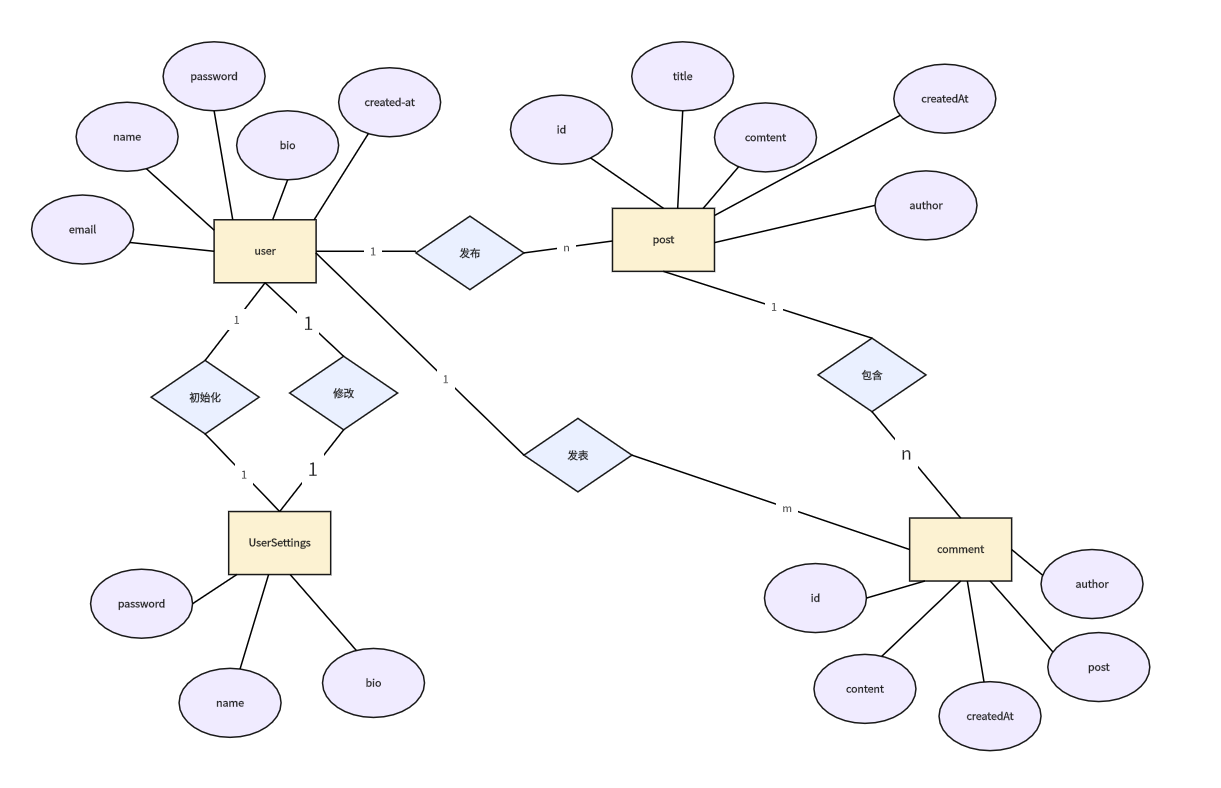 password
title
created-at
createdAt
name
id
comtent
bio
author
email
user
1
发布
n
post
1
1
1
1
包含
初始化
修改
n
发表
1
1
m
UserSettings
comment
password
id
author
name
bio
content
post
createdAt